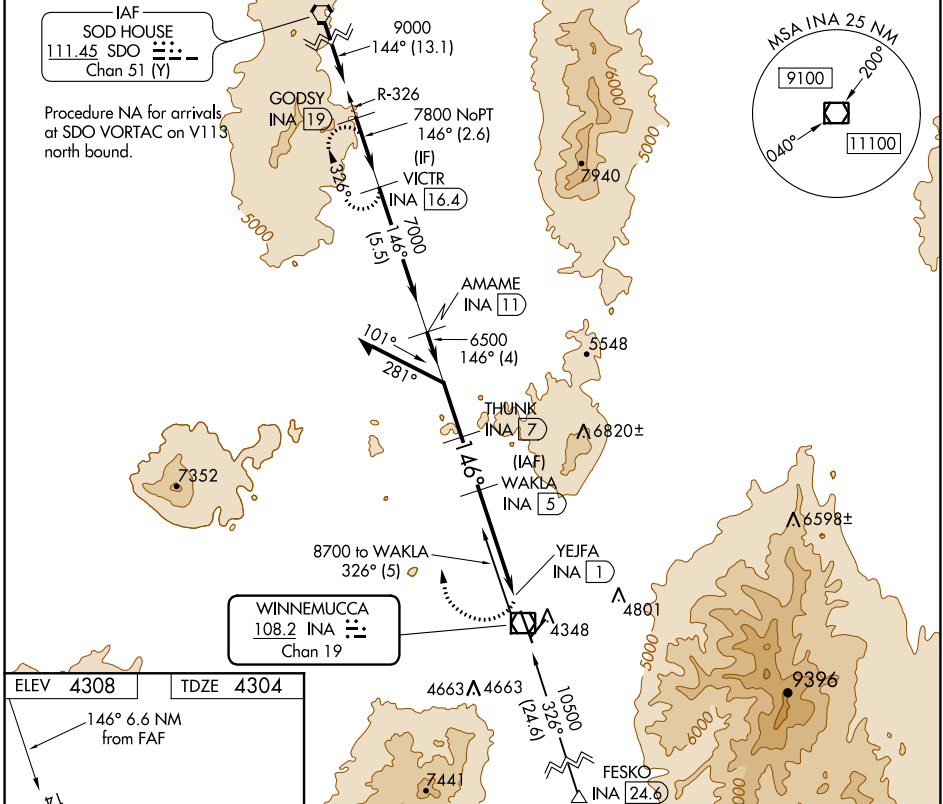 IAF
SOD HOUSE
111.45 SDO
Chan 51 (Y)
Procedure NA for arrivals
at SDO VORTAC on V113
north bound.
9000
144° (13.1)
R-326
GODSY
INA 19
7800 NoPT
146° (2.6)
(IF)
VICTR
INA 16.4
326°
5000
7000
146°
(5.5)
6000
5000
7940
MSA INA 25 NM
9100
200°
040°
11100
AMAME
INA 11
6500
146° (4)
101°
281°
5548
THUNK
INA 7
6820±
146°
(IAF)
WAKLA
INA 5
7352
6598±
8700 to WAKLA
326° (5)
YEJFA
INA 1
WINNEMUCCA
108.2 INA
Chan 19
4348
4801
5000
9396
6000
4663
4663
10500
326°
(24.6)
7441
FESKO
INA 24.6
ELEV 4308
TDZE 4304
146° 6.6 NM
from FAF